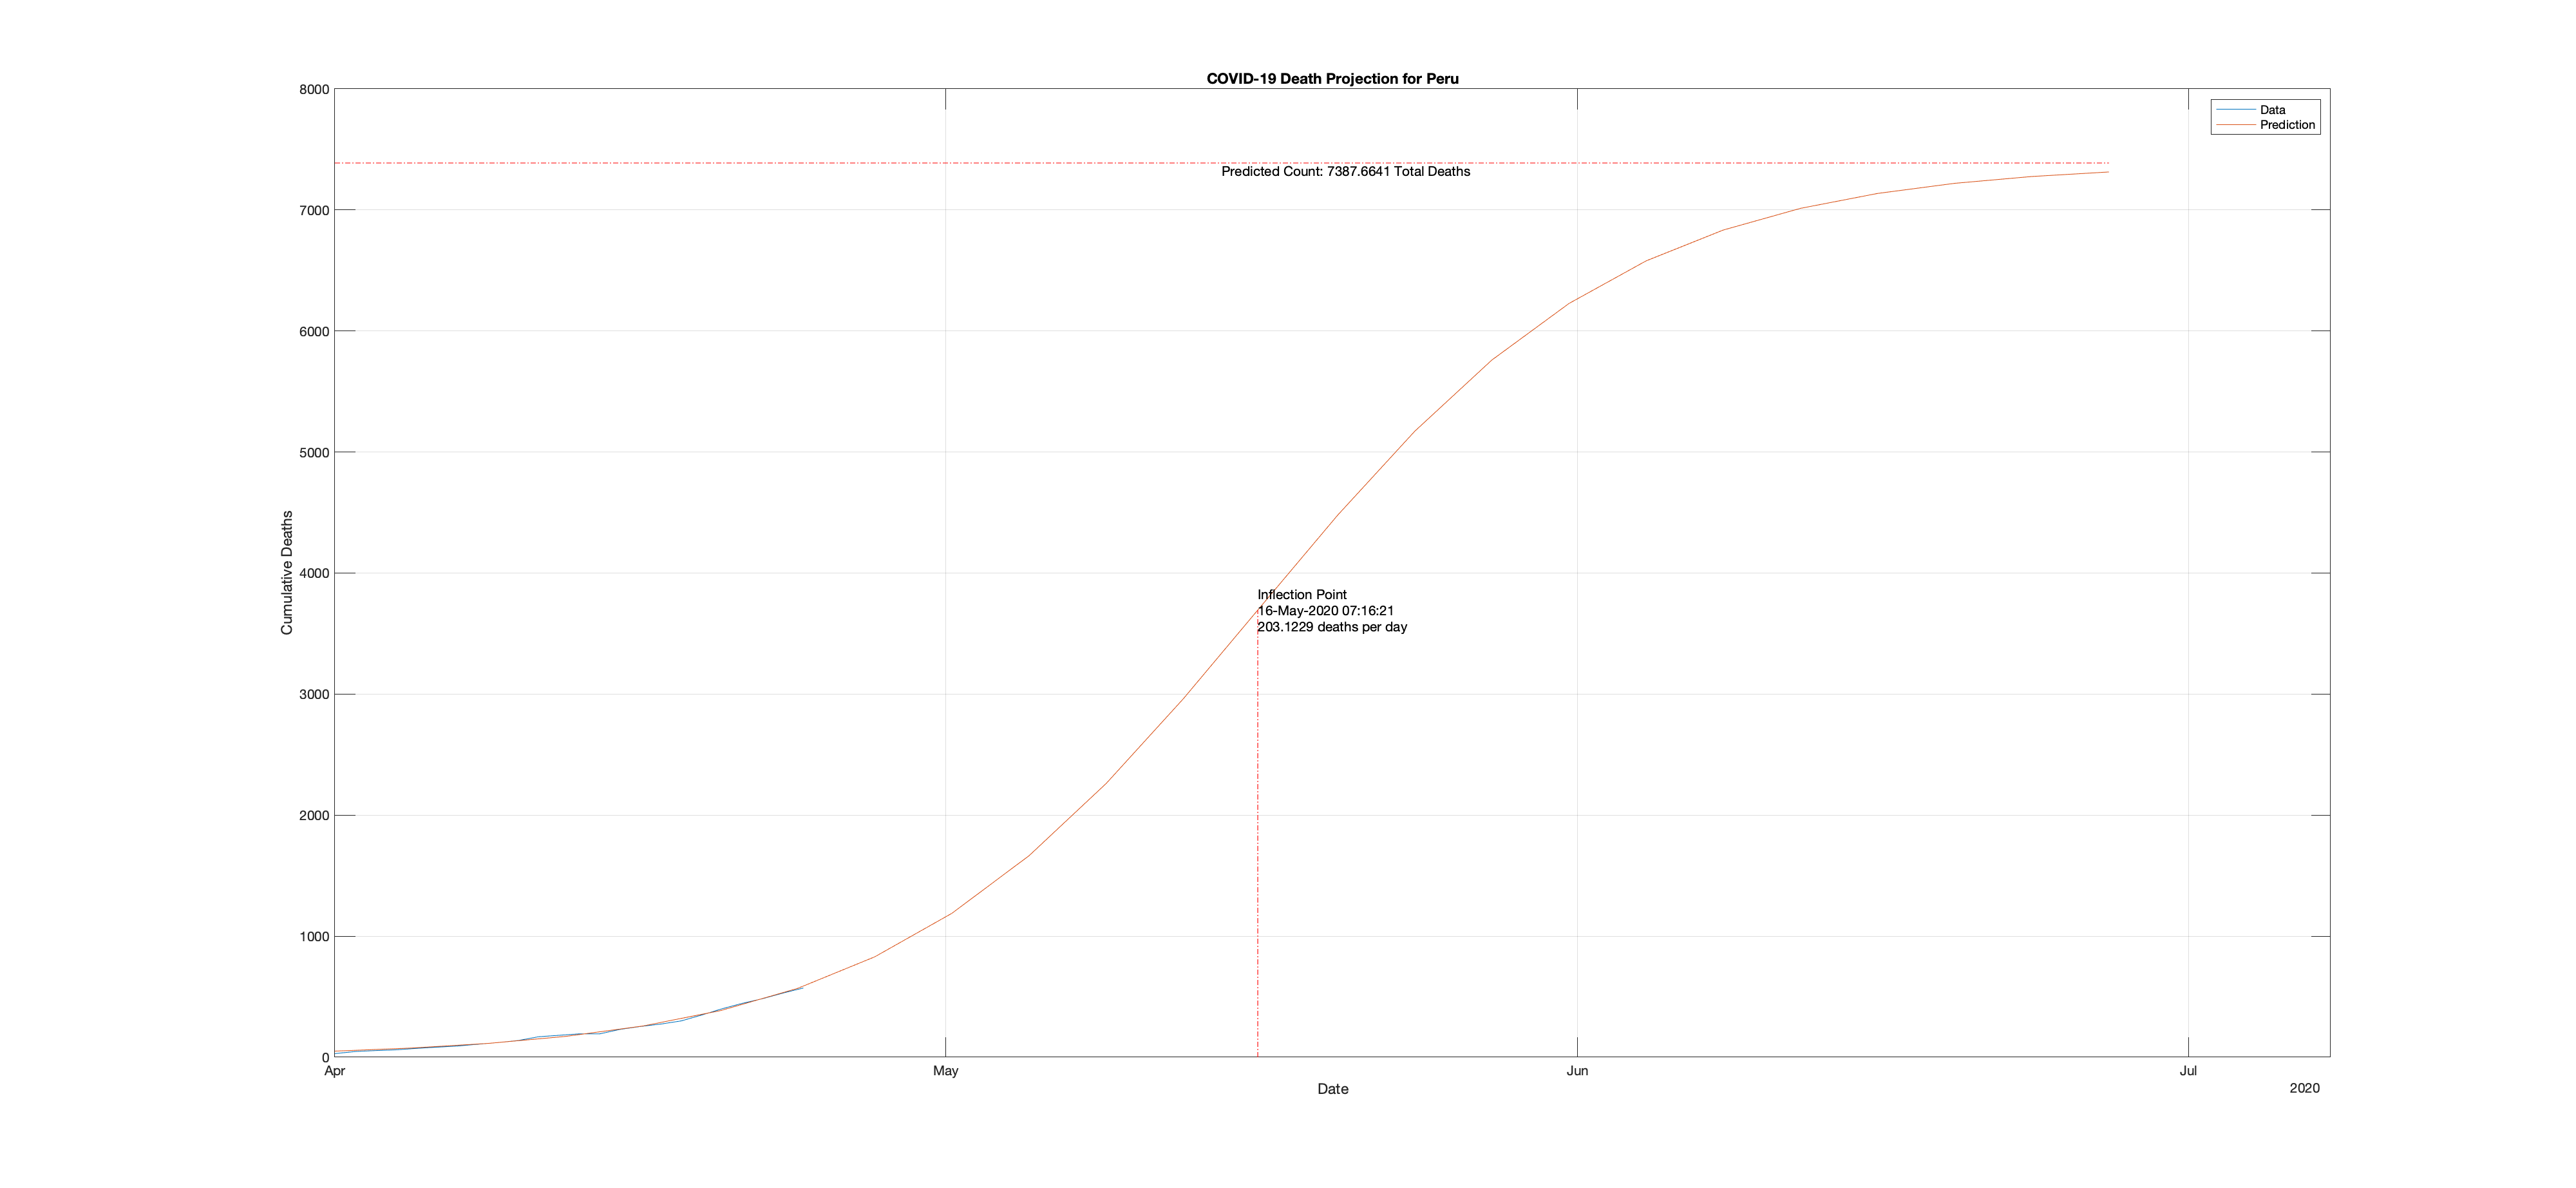 COVID-19 Death Projection for Peru
8000
7000
6000
5000
4000
3000
2000
1000
0
Cumulative Deaths
Data
Prediction
Predicted Count: 7387.6641 Total Deaths
Inflection Point
16-May-2020 07:16:21
203.1229 deaths per day
Apr May Jun Jul
Date
2020